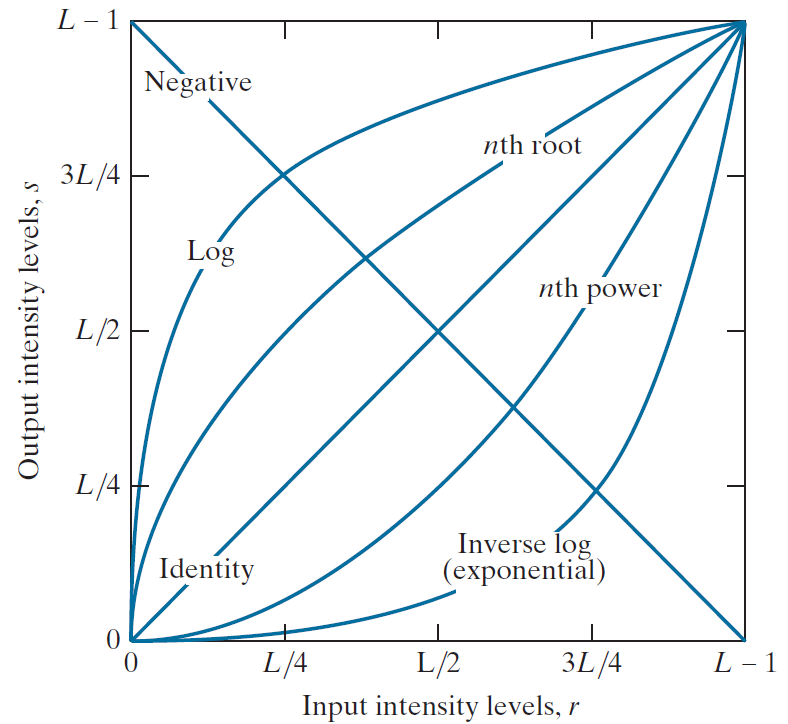 L – 1
Negative
nth root
3L/4
Log
nth power
L/2
L/4
Inverse log
(exponential)
Identity
0
0
L/4
L/2
3L/4
L – 1
Input intensity levels, r
Output intensity levels, s